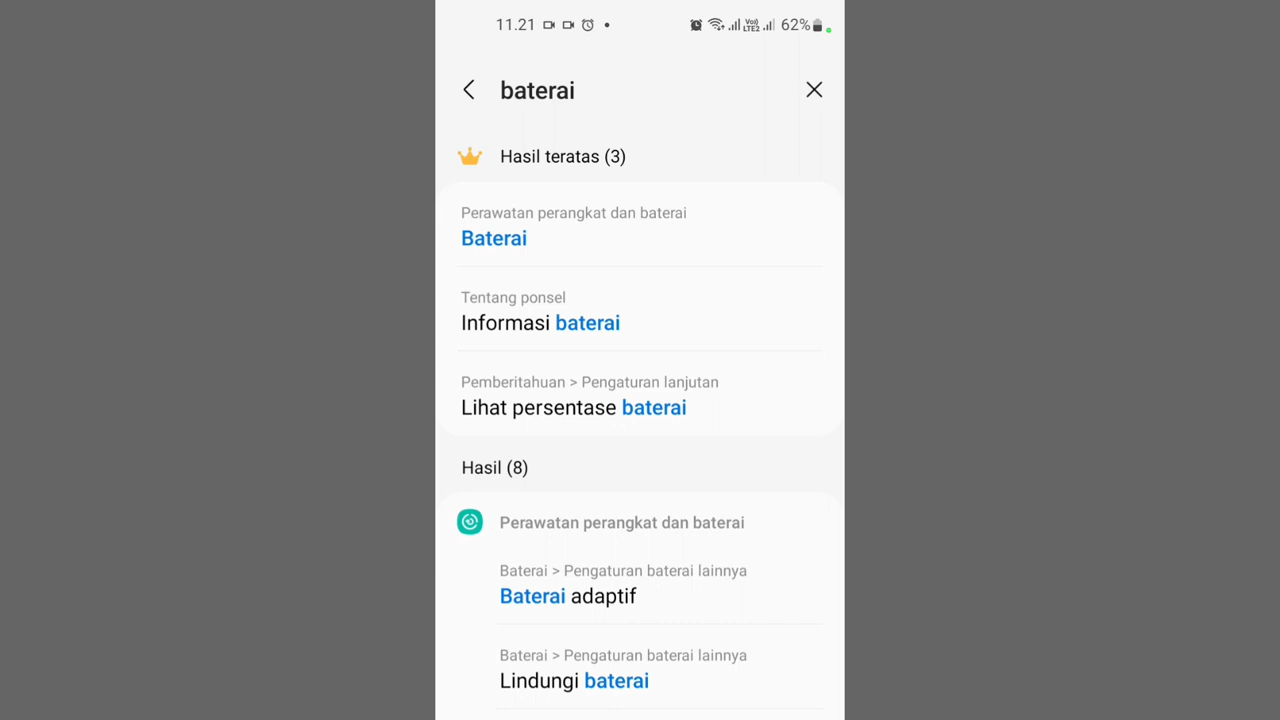 11.21 Vo) LTE2 62%
baterai
Hasil teratas (3)
Perawatan perangkat dan baterai
Baterai
Tentang ponsel
Informasi baterai
Pemberitahuan > Pengaturan lanjutan
Lihat persentase baterai
Hasil (8)
Perawatan perangkat dan baterai
Baterai > Pengaturan baterai lainnya
Baterai adaptif
Baterai > Pengaturan baterai lainnya
Lindungi baterai